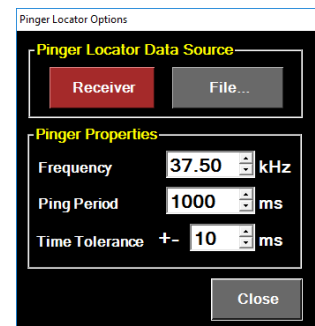 Pinger Locator Options
Pinger Locator Data Source
Receiver File...
Pinger Properties
Frequency 37.50 kHz
Ping Period 1000 ms
Time Tolerance +- 10 ms
Close